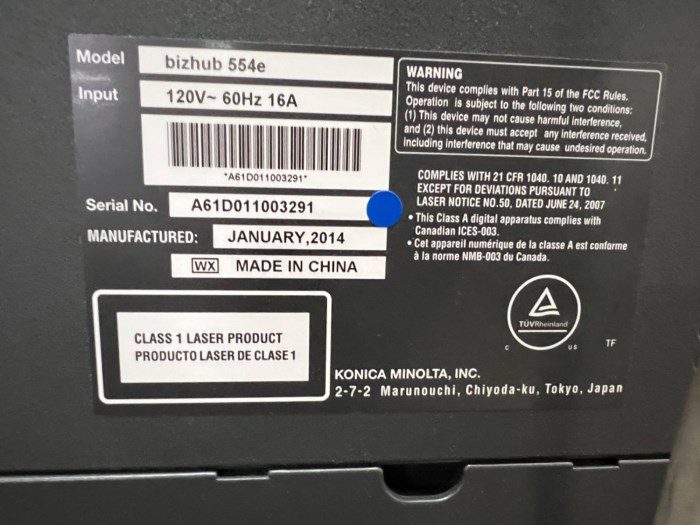 Model bizhub 554e
Input 120V~ 60Hz 16A
*A61D011003291*
Serial No. A61D011003291
MANUFACTURED: JANUARY,2014
WX MADE IN CHINA
CLASS 1 LASER PRODUCT
PRODUCTO LASER DE CLASE 1
WARNING
This device complies with Part 15 of the FCC Rules.
Operation is subject to the following two conditions:
(1) This device may not cause harmful interference,
and (2) this device must accept any interference received,
including interference that may cause undesired operation.
COMPLIES WITH 21 CFR 1040. 10 AND 1040. 11
EXCEPT FOR DEVIATIONS PURSUANT TO
LASER NOTICE NO.50, DATED JUNE 24, 2007
• This Class A digital apparatus complies with
Canadian ICES-003.
• Cet appareil numérique de la classe A est conforme
à la norme NMB-003 du Canada.
TÜVRheinland
C US
TF
KONICA MINOLTA, INC.
2-7-2 Marunouchi, Chiyoda-ku, Tokyo, Japan